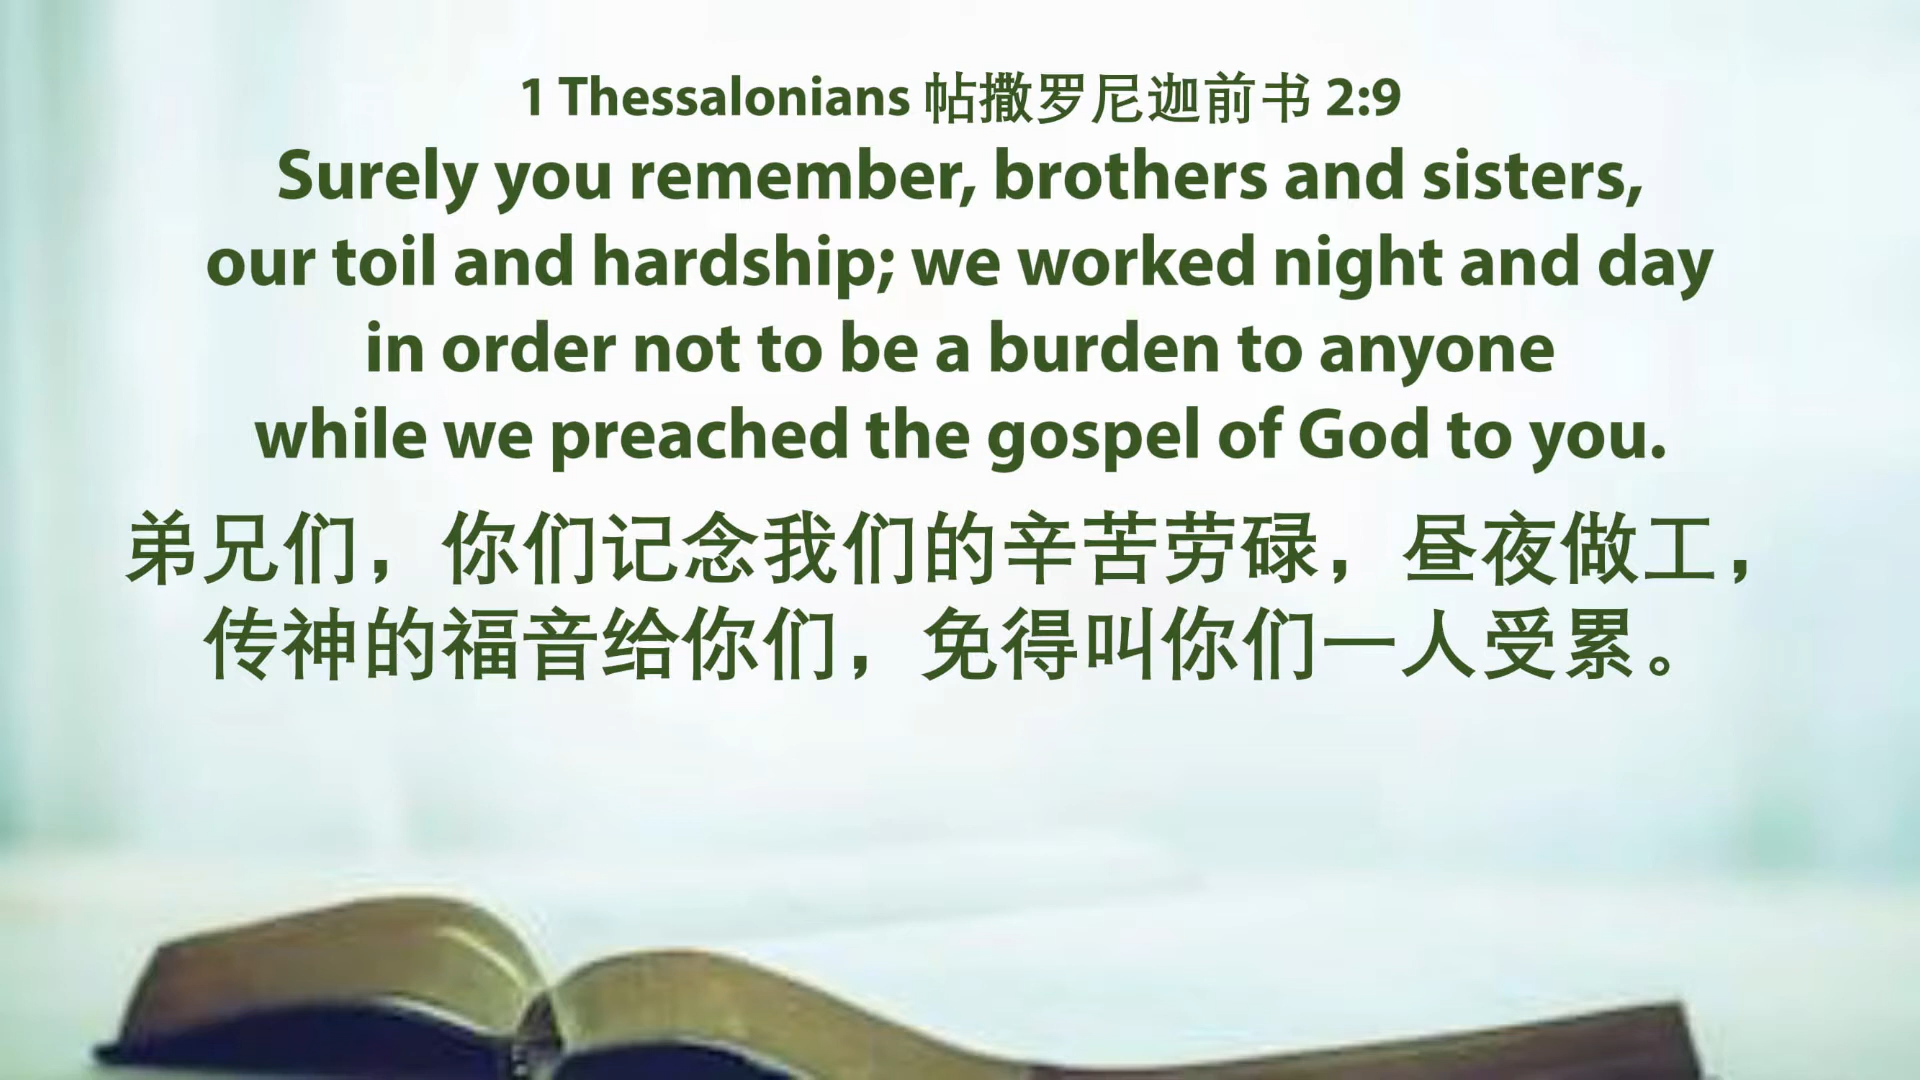 1 Thessalonians 帖撒罗尼迦前书 2:9
Surely you remember, brothers and sisters,
our toil and hardship; we worked night and day
in order not to be a burden to anyone
while we preached the gospel of God to you.
弟兄们，你们记念我们的辛苦劳碌，昼夜做工，
传神的福音给你们，免得叫你们一人受累。